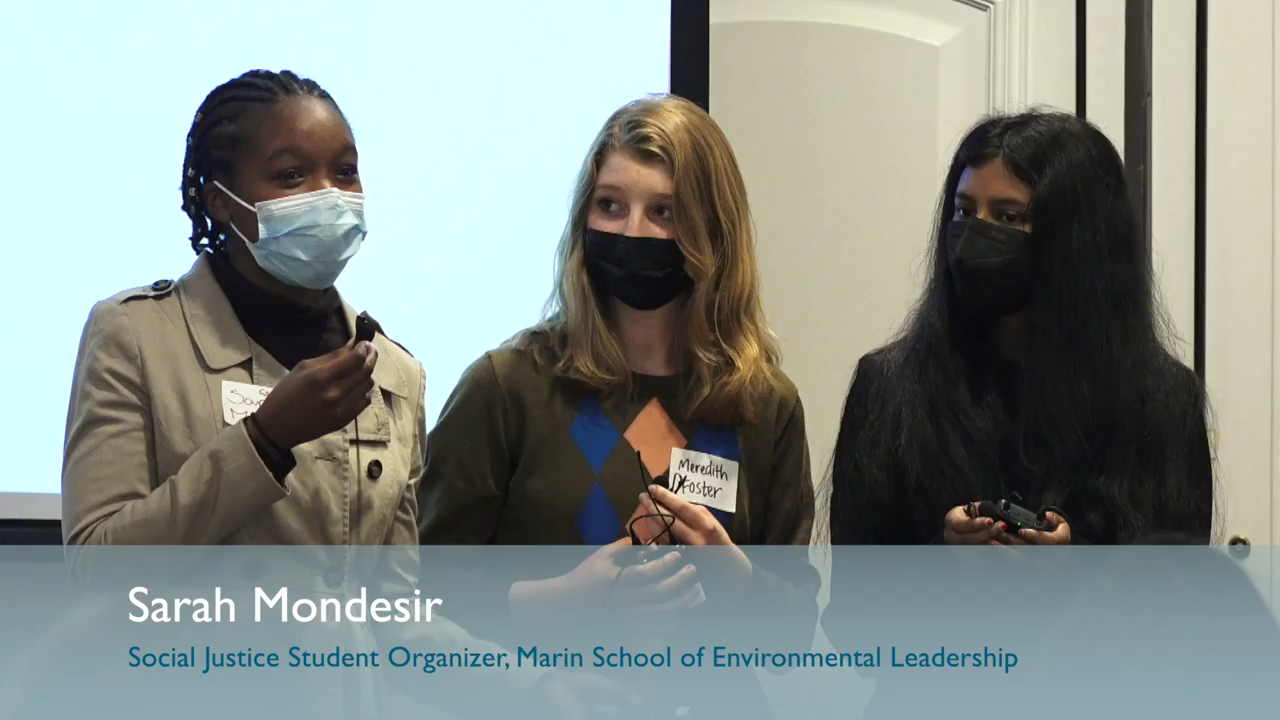 Meredith
Foster
Sarah Mondesir
Social Justice Student Organizer, Marin School of Environmental Leadership